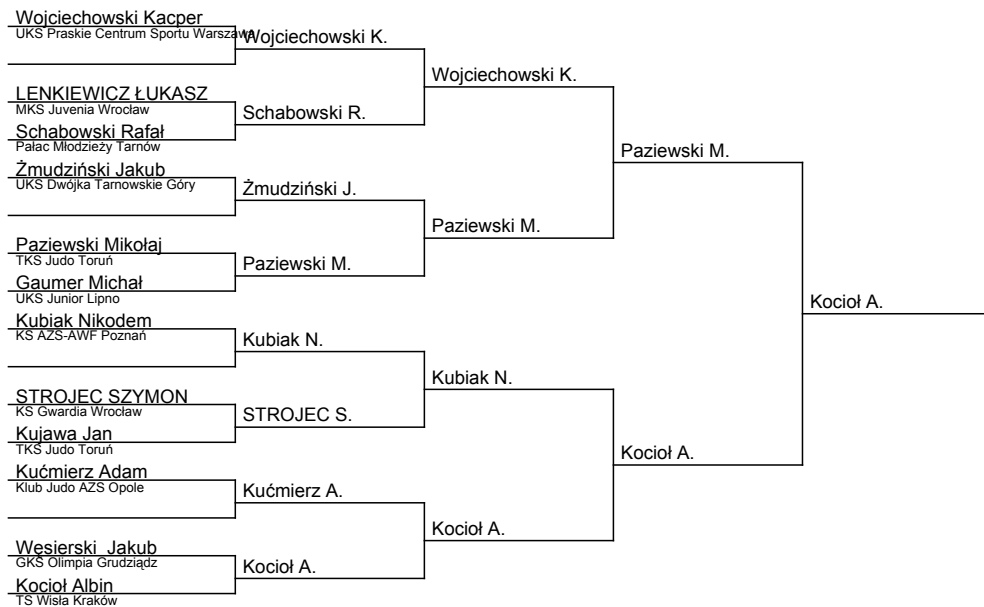 Wojciechowski Kacper
UKS Praskie Centrum Sportu Warszawa
Wojciechowski K.
Wojciechowski K.
LENKIEWICZ ŁUKASZ
MKS Juvenia Wrocław
Schabowski R.
Schabowski Rafał
Pałac Młodzieży Tarnów
Paziewski M.
Żmudziński Jakub
UKS Dwójka Tarnowskie Góry
Żmudziński J.
Paziewski M.
Paziewski Mikołaj
TKS Judo Toruń
Paziewski M.
Gaumer Michał
UKS Junior Lipno
Kocioł A.
Kubiak Nikodem
KS AZS-AWF Poznań
Kubiak N.
Kubiak N.
STROJEC SZYMON
KS Gwardia Wrocław
STROJEC S.
Kujawa Jan
TKS Judo Toruń
Kocioł A.
Kućmierz Adam
Klub Judo AZS Opole
Kućmierz A.
Kocioł A.
Węsierski Jakub
GKS Olimpia Grudziądz
Kocioł A.
Kocioł Albin
TS Wisła Kraków